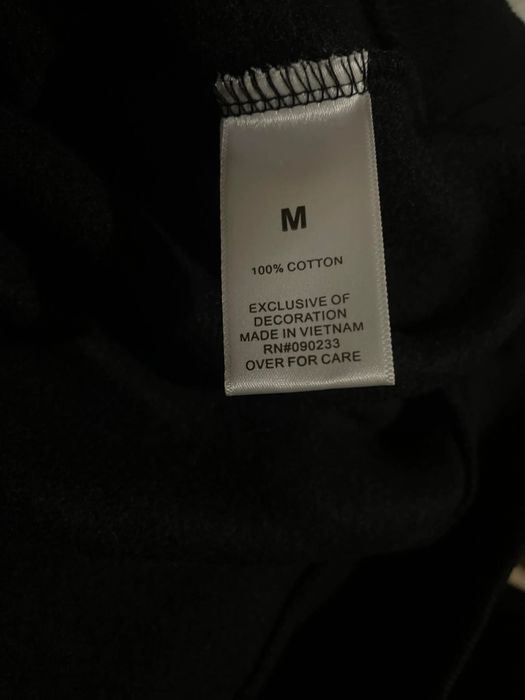 M
100% COTTON
EXCLUSIVE OF
DECORATION
MADE IN VIETNAM
RN#090233
OVER FOR CARE